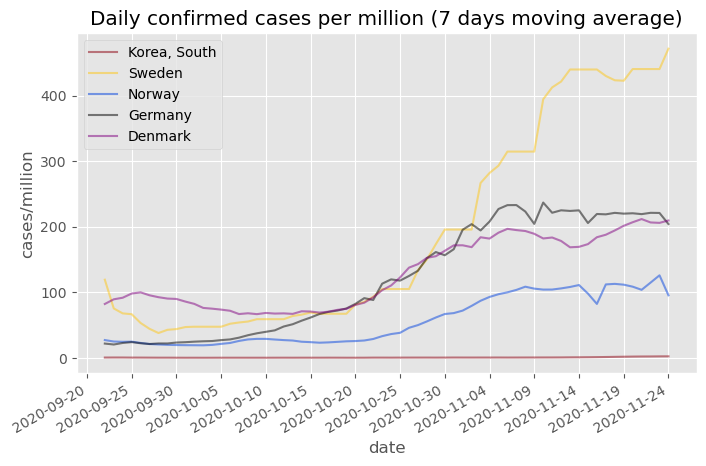 Daily confirmed cases per million (7 days moving average)
Korea, South
Sweden
Norway
Germany
Denmark
cases/million
400
300
200
100
0
2020-09-20
2020-09-25
2020-09-30
2020-10-05
2020-10-10
2020-10-15
2020-10-20
2020-10-25
2020-10-30
2020-11-04
2020-11-09
2020-11-14
2020-11-19
2020-11-24
date